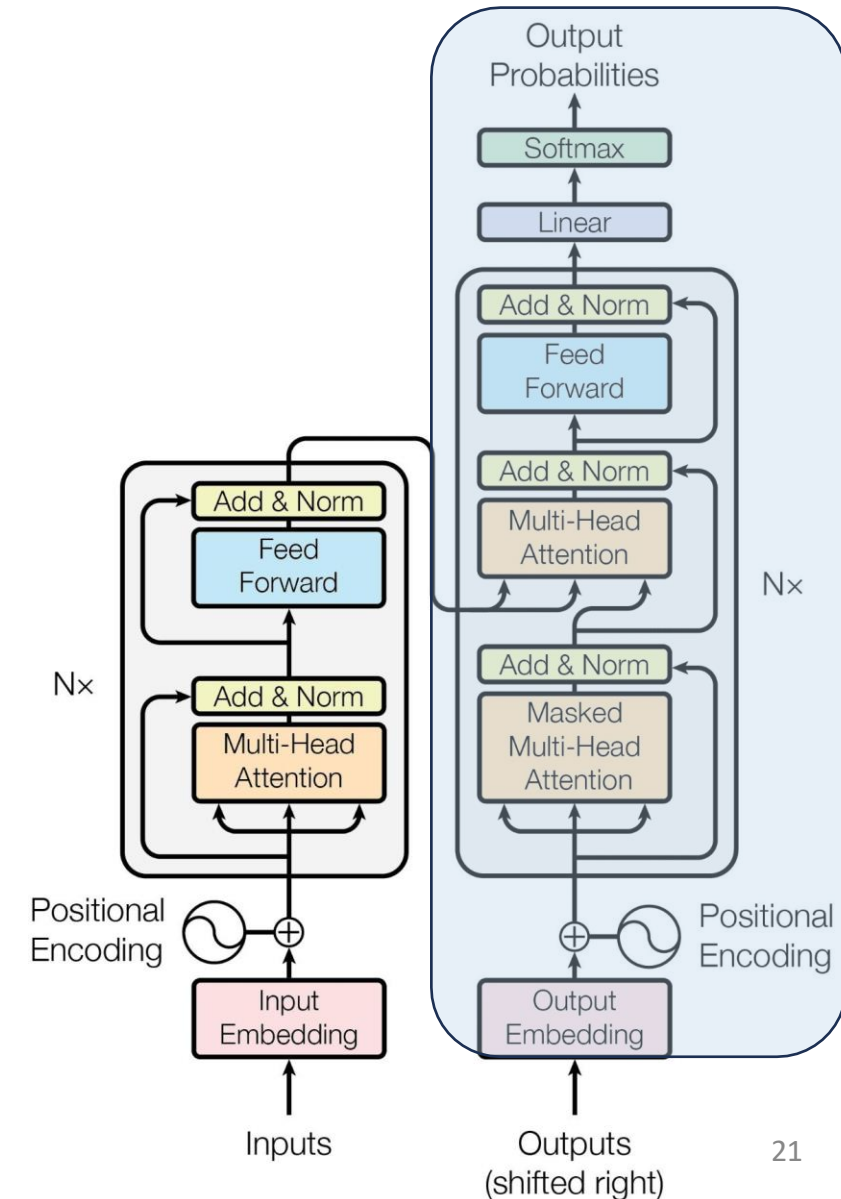 Output
Probabilities
Softmax
Linear
Add & Norm
Feed
Forward
Add & Norm
Multi-Head
Attention
Nx
Add & Norm
Masked
Multi-Head
Attention
Positional
Encoding
Output
Embedding
Outputs
(shifted right)
Add & Norm
Feed
Forward
Nx
Add & Norm
Multi-Head
Attention
Positional
Encoding
Input
Embedding
Inputs
21